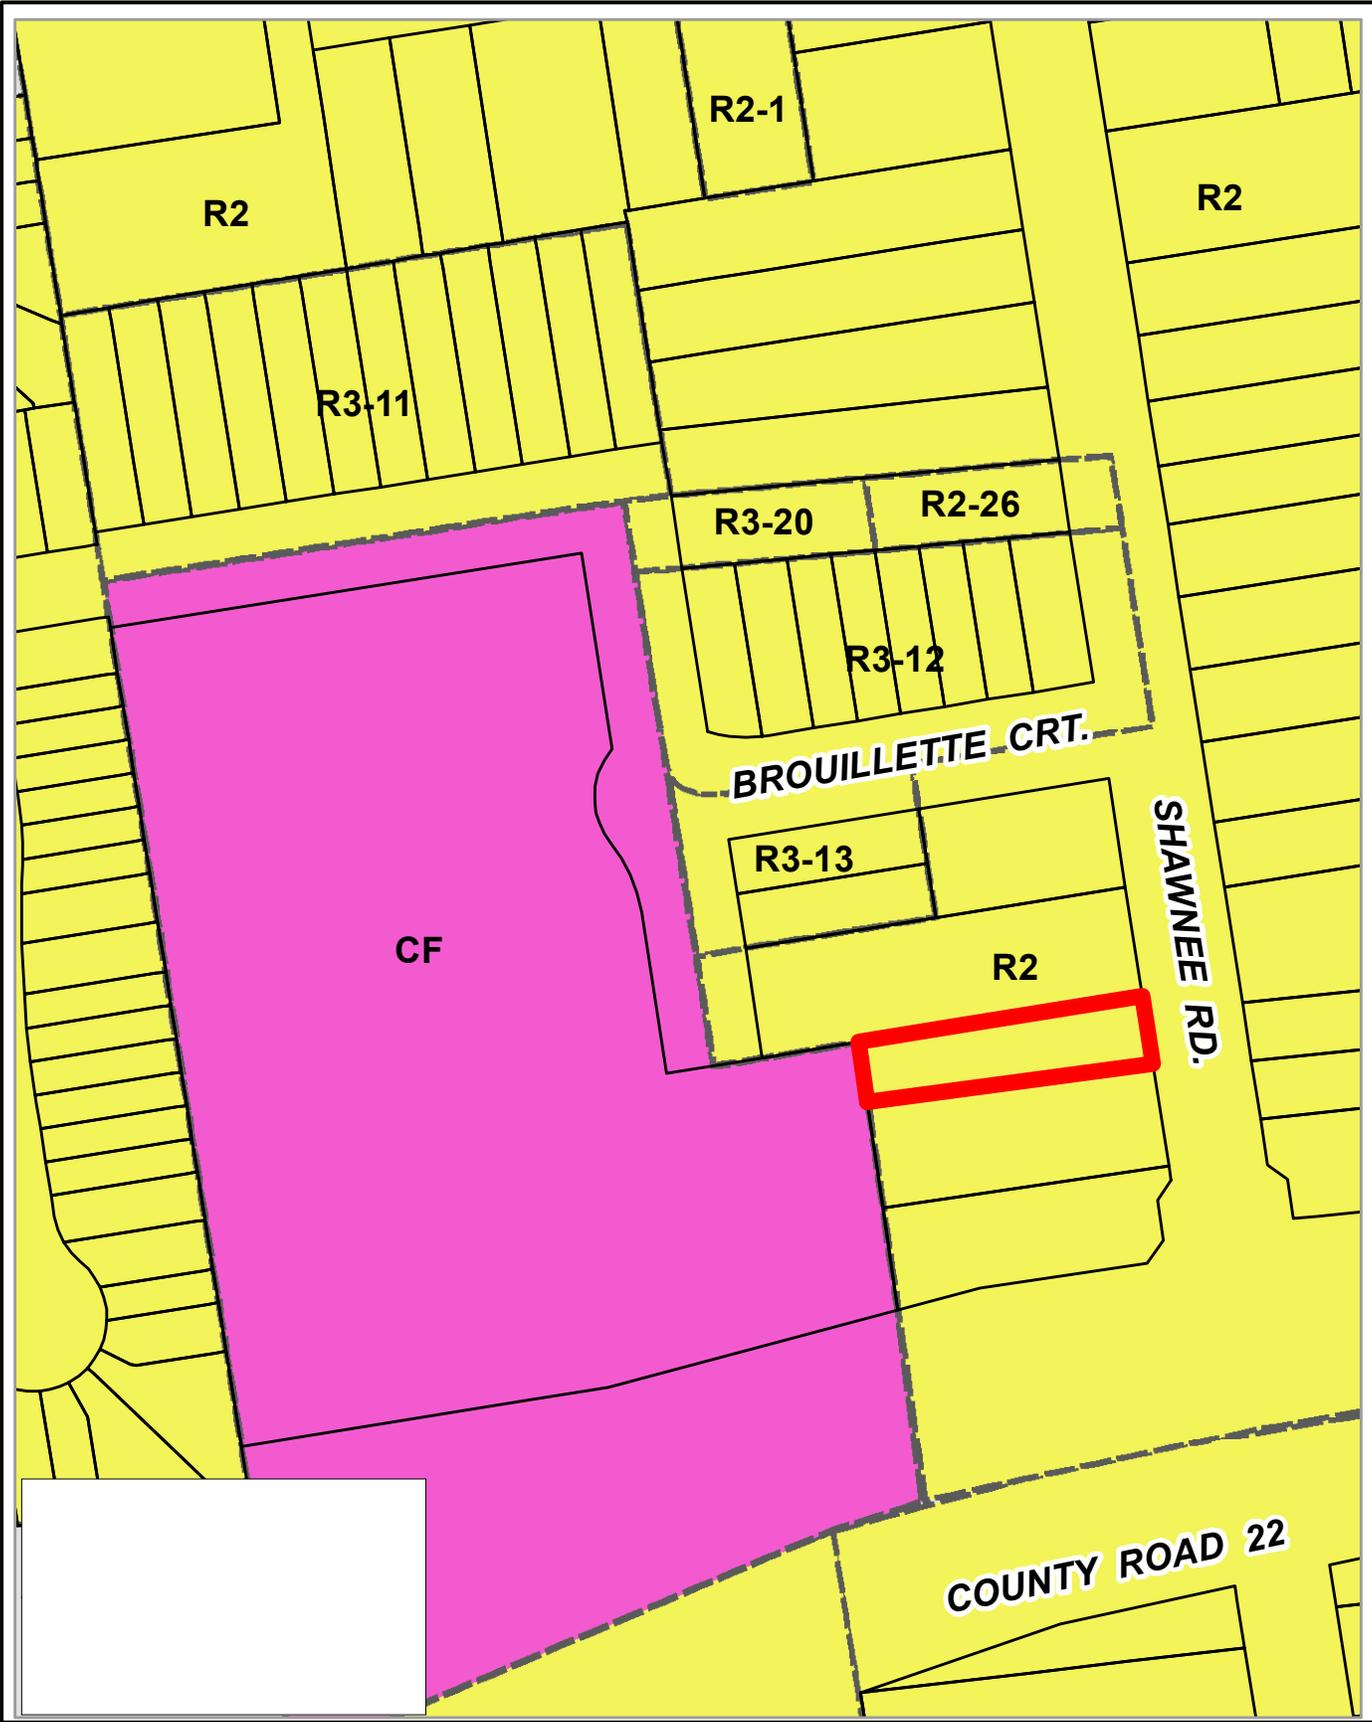 R2-1
R2
R2
R3-11
R2-26
R3-20
R3-12
BROUILLETTE CRT.
R3-13
SHAWNEE RD.
CF
R2
COUNTY ROAD 22